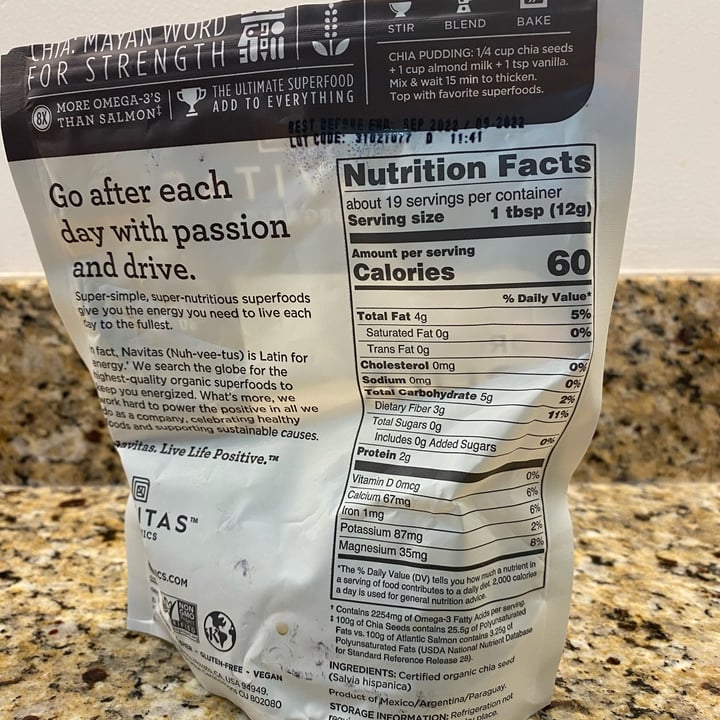 CHIA: MAYAN WORD
FOR STRENGTH
8X
MORE OMEGA-3'S
THAN SALMON‡
THE ULTIMATE SUPERFOOD
ADD TO EVERYTHING
STIR
BLEND
BAKE
CHIA PUDDING: 1/4 cup chia seeds
+ 1 cup almond milk + 1 tsp vanilla.
Mix & wait 15 min to thicken.
Top with favorite superfoods.
BEST BEFORE SEP 2022 / 09-2022
LOT CODE: D 11:41
Go after each
day with passion
and drive.
Super-simple, super-nutritious superfoods
give you the energy you need to live each
day to the fullest.
fact, Navitas (Nuh-vee-tus) is Latin for
energy.* We search the globe for the
highest-quality organic superfoods to
keep you energized. What's more, we
work hard to power the positive in all we
do as a company, celebrating healthy
foods and supporting sustainable causes.
Navitas. Live Life Positive.™
ITAS™
ICS
ICS.COM
NON
GMO
K
GLUTEN-FREE - VEGAN
CA, USA 94949.
CU 802080
Nutrition Facts
about 19 servings per container
Serving size 1 tbsp (12g)
Amount per serving
Calories 60
% Daily Value*
Total Fat 4g 5%
Saturated Fat 0g 0%
Trans Fat 0g
Cholesterol 0mg 0%
Sodium 0mg 0%
Total Carbohydrate 5g 2%
Dietary Fiber 3g 11%
Total Sugars 0g
Includes 0g Added Sugars 0%
Protein 2g
Vitamin D 0mcg 0%
Calcium 67mg 6%
Iron 1mg 6%
Potassium 87mg 2%
Magnesium 35mg 8%
*The % Daily Value (DV) tells you how much a nutrient in
a serving of food contributes to a daily diet. 2,000 calories
a day is used for general nutrition advice.
† Contains 2254mg of Omega-3 Fatty Acids per serving.
‡ 100g of Chia Seeds contains 25.5g of Polyunsaturated
Fats vs. 100g of Atlantic Salmon contains 3.25g of
Polyunsaturated Fats (USDA National Nutrient Database
for Standard Reference Release 28).
INGREDIENTS: Certified organic chia seed
(Salvia hispanica)
Product of Mexico/Argentina/Paraguay.
STORAGE INFORMATION: Refrigeration not
place.